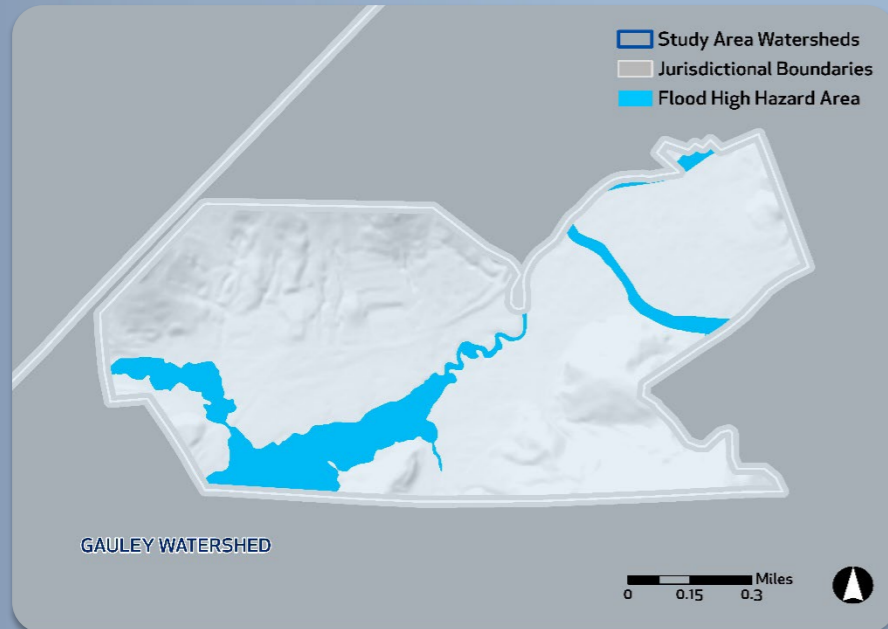 Study Area Watersheds
Jurisdictional Boundaries
Flood High Hazard Area
GAULEY WATERSHED
Miles
0 0.15 0.3